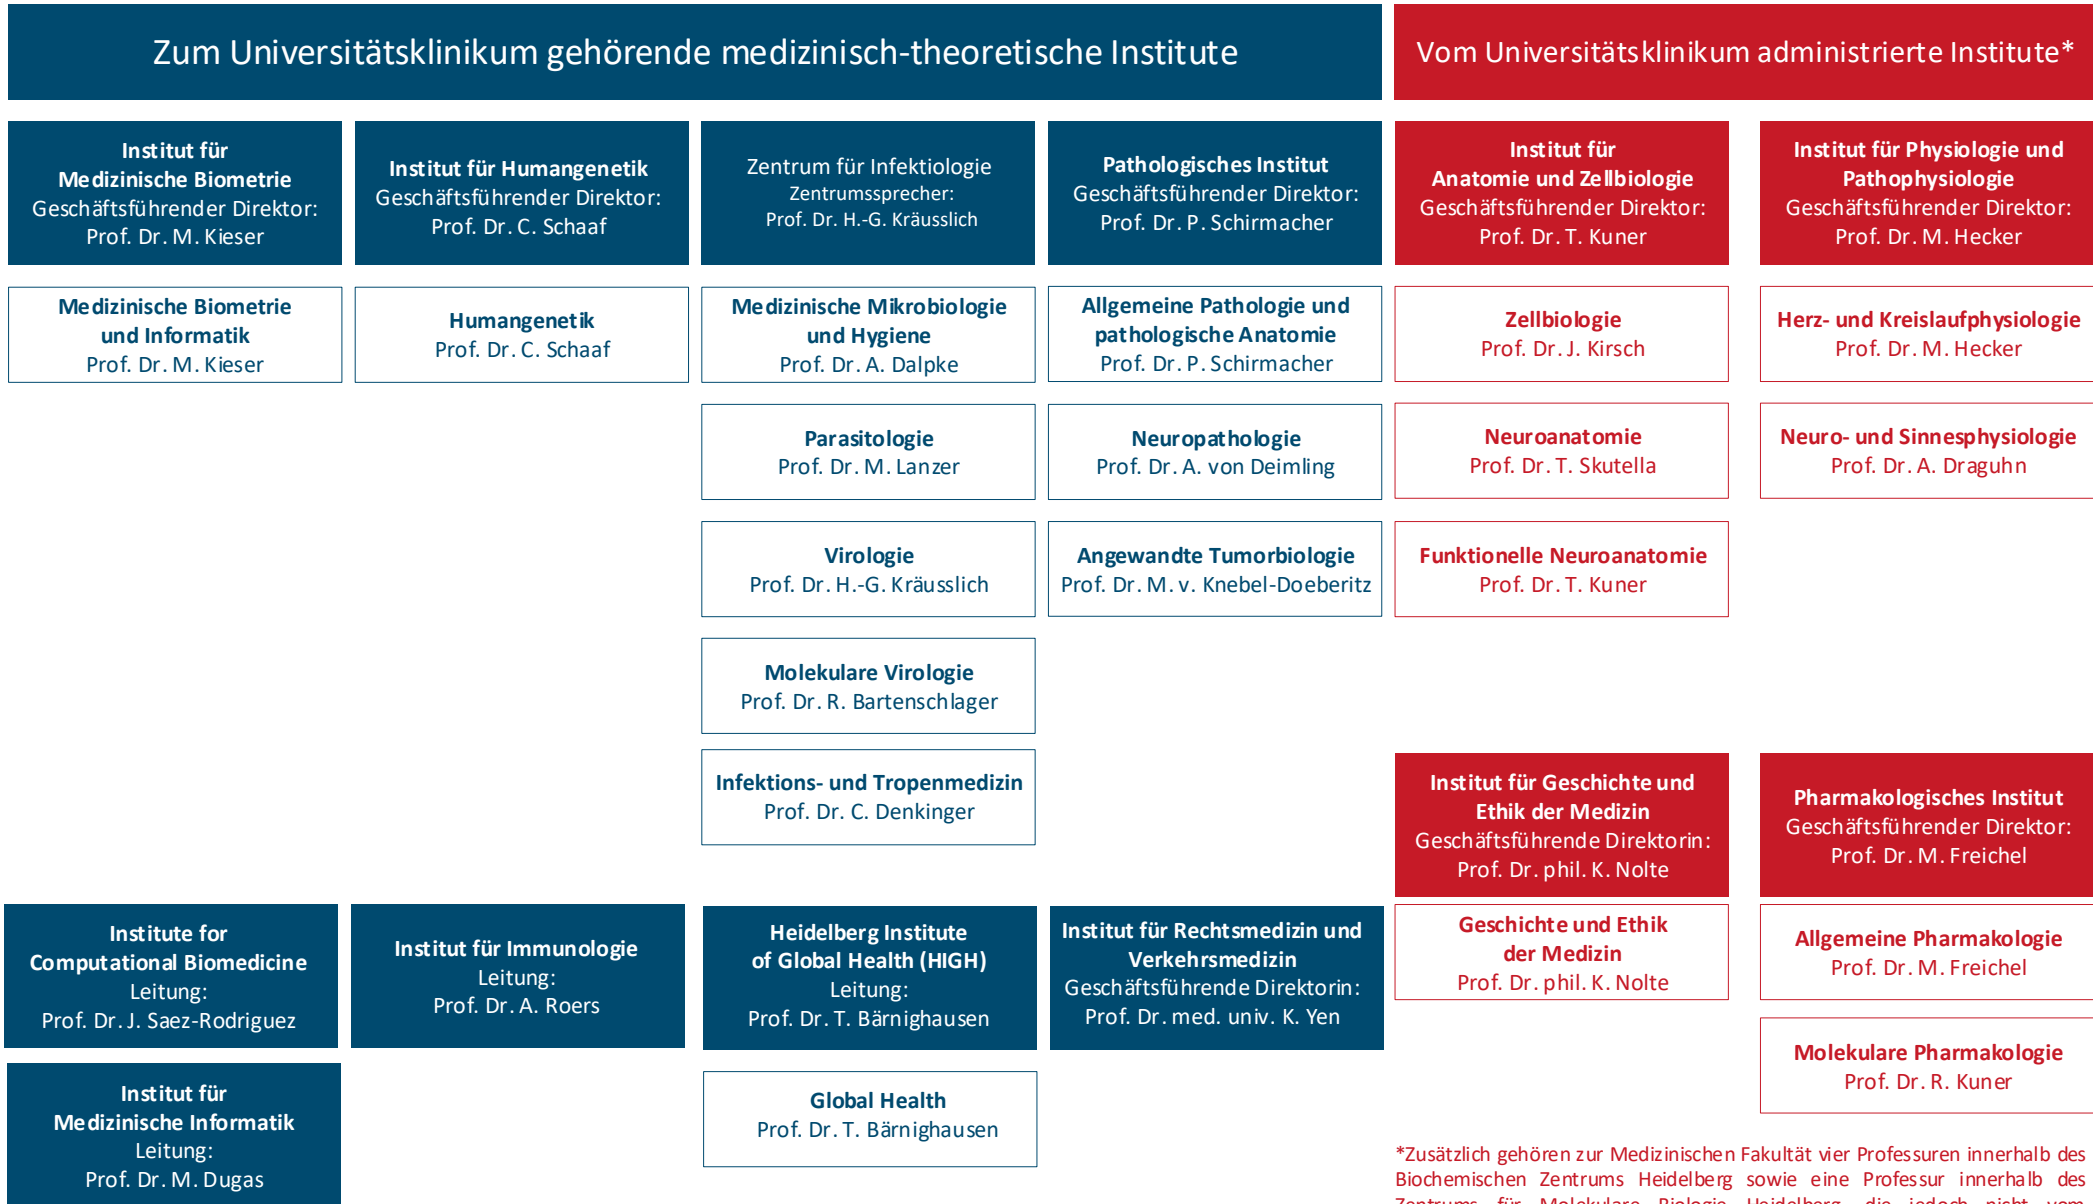 Zum Universitätsklinikum gehörende medizinisch-theoretische Institute
Vom Universitätsklinikum administrierte Institute*
Institut für
Medizinische Biometrie
Geschäftsführender Direktor:
Prof. Dr. M. Kieser
Institut für Humangenetik
Geschäftsführender Direktor:
Prof. Dr. C. Schaaf
Zentrum für Infektiologie
Zentrumssprecher:
Prof. Dr. H.-G. Kräusslich
Pathologisches Institut
Geschäftsführender Direktor:
Prof. Dr. P. Schirmacher
Institut für
Anatomie und Zellbiologie
Geschäftsführender Direktor:
Prof. Dr. T. Kuner
Institut für Physiologie und
Pathophysiologie
Geschäftsführender Direktor:
Prof. Dr. M. Hecker
Medizinische Biometrie
und Informatik
Prof. Dr. M. Kieser
Humangenetik
Prof. Dr. C. Schaaf
Medizinische Mikrobiologie
und Hygiene
Prof. Dr. A. Dalpke
Allgemeine Pathologie und
pathologische Anatomie
Prof. Dr. P. Schirmacher
Zellbiologie
Prof. Dr. J. Kirsch
Herz- und Kreislaufphysiologie
Prof. Dr. M. Hecker
Parasitologie
Prof. Dr. M. Lanzer
Neuropathologie
Prof. Dr. A. von Deimling
Neuroanatomie
Prof. Dr. T. Skutella
Neuro- und Sinnesphysiologie
Prof. Dr. A. Draguhn
Virologie
Prof. Dr. H.-G. Kräusslich
Angewandte Tumorbiologie
Prof. Dr. M. v. Knebel-Doeberitz
Funktionelle Neuroanatomie
Prof. Dr. T. Kuner
Molekulare Virologie
Prof. Dr. R. Bartenschlager
Infektions- und Tropenmedizin
Prof. Dr. C. Denkinger
Institut für Geschichte und
Ethik der Medizin
Geschäftsführende Direktorin:
Prof. Dr. phil. K. Nolte
Pharmakologisches Institut
Geschäftsführender Direktor:
Prof. Dr. M. Freichel
Institute for
Computational Biomedicine
Leitung:
Prof. Dr. J. Saez-Rodriguez
Institut für Immunologie
Leitung:
Prof. Dr. A. Roers
Heidelberg Institute
of Global Health (HIGH)
Leitung:
Prof. Dr. T. Bärnighausen
Institut für Rechtsmedizin und
Verkehrsmedizin
Geschäftsführende Direktorin:
Prof. Dr. med. univ. K. Yen
Geschichte und Ethik
der Medizin
Prof. Dr. phil. K. Nolte
Allgemeine Pharmakologie
Prof. Dr. M. Freichel
Molekulare Pharmakologie
Prof. Dr. R. Kuner
Institut für
Medizinische Informatik
Leitung:
Prof. Dr. M. Dugas
Global Health
Prof. Dr. T. Bärnighausen
*Zusätzlich gehören zur Medizinischen Fakultät vier Professuren innerhalb des
Biochemischen Zentrums Heidelberg sowie eine Professur innerhalb des
Zentrums für Molekulare Biologie Heidelberg, die jedoch nicht vom